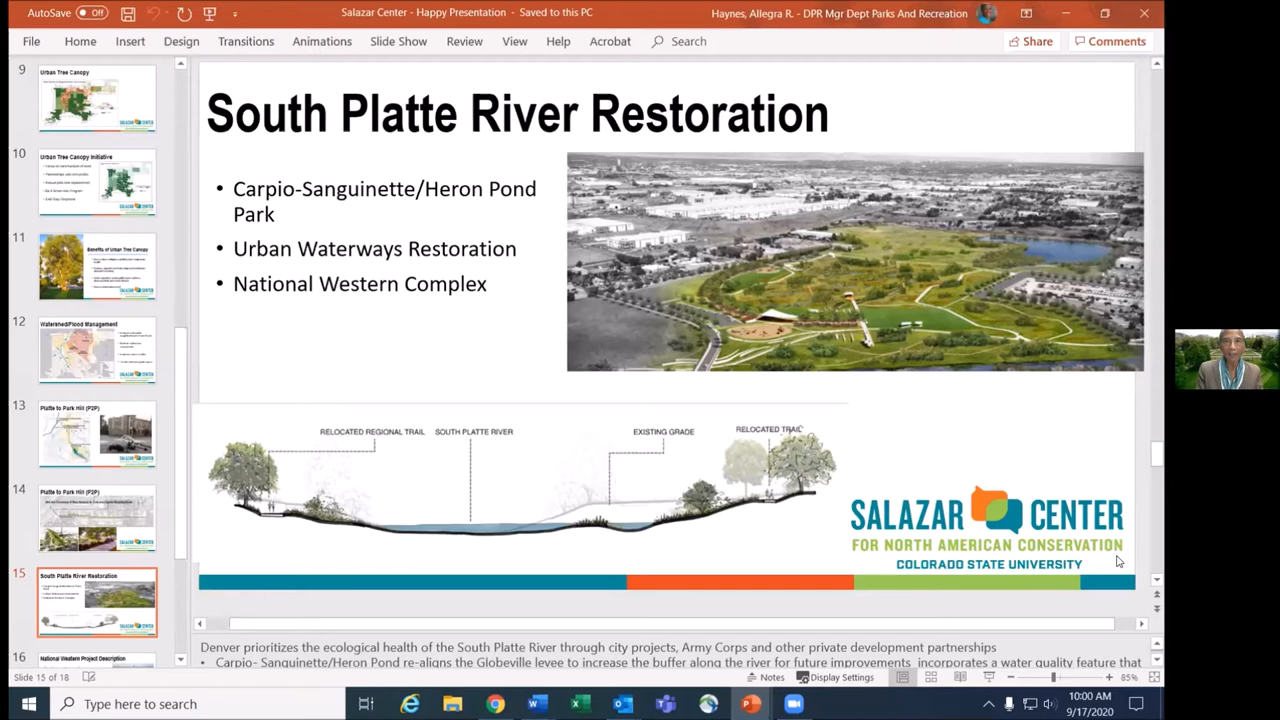 AutoSave Off
Salazar Center - Happy Presentation - Saved to this PC
Haynes, Allegra R. - DPR Mgr Dept Parks And Recreation
File Home Insert Design Transitions Animations Slide Show Review View Help Acrobat Search
Share Comments
9
Urban Tree Canopy
10
Urban Tree Canopy Initiative
11
Benefits of Urban Tree Canopy
12
Watershed/Flood Management
13
Platte to Park Hill (P2P)
14
Platte to Park Hill (P2P)
15
South Platte River Restoration
16
National Western Project Description
South Platte River Restoration
• Carpio-Sanguinette/Heron Pond
Park
• Urban Waterways Restoration
• National Western Complex
RELOCATED REGIONAL TRAIL SOUTH PLATTE RIVER EXISTING GRADE RELOCATED TRAIL
SALAZAR CENTER
FOR NORTH AMERICAN CONSERVATION
COLORADO STATE UNIVERSITY
Denver prioritizes the ecological health of the South Platte River through city projects, Army Corps and other private development partnerships
• Carpio- Sanguinette/Heron Pond re-aligns the Globeville levee to increase the buffer along the river for future improvements incorporates a water quality feature that
Slide 15 of 18
Notes Display Settings
85%
Type here to search
10:00 AM
9/17/2020